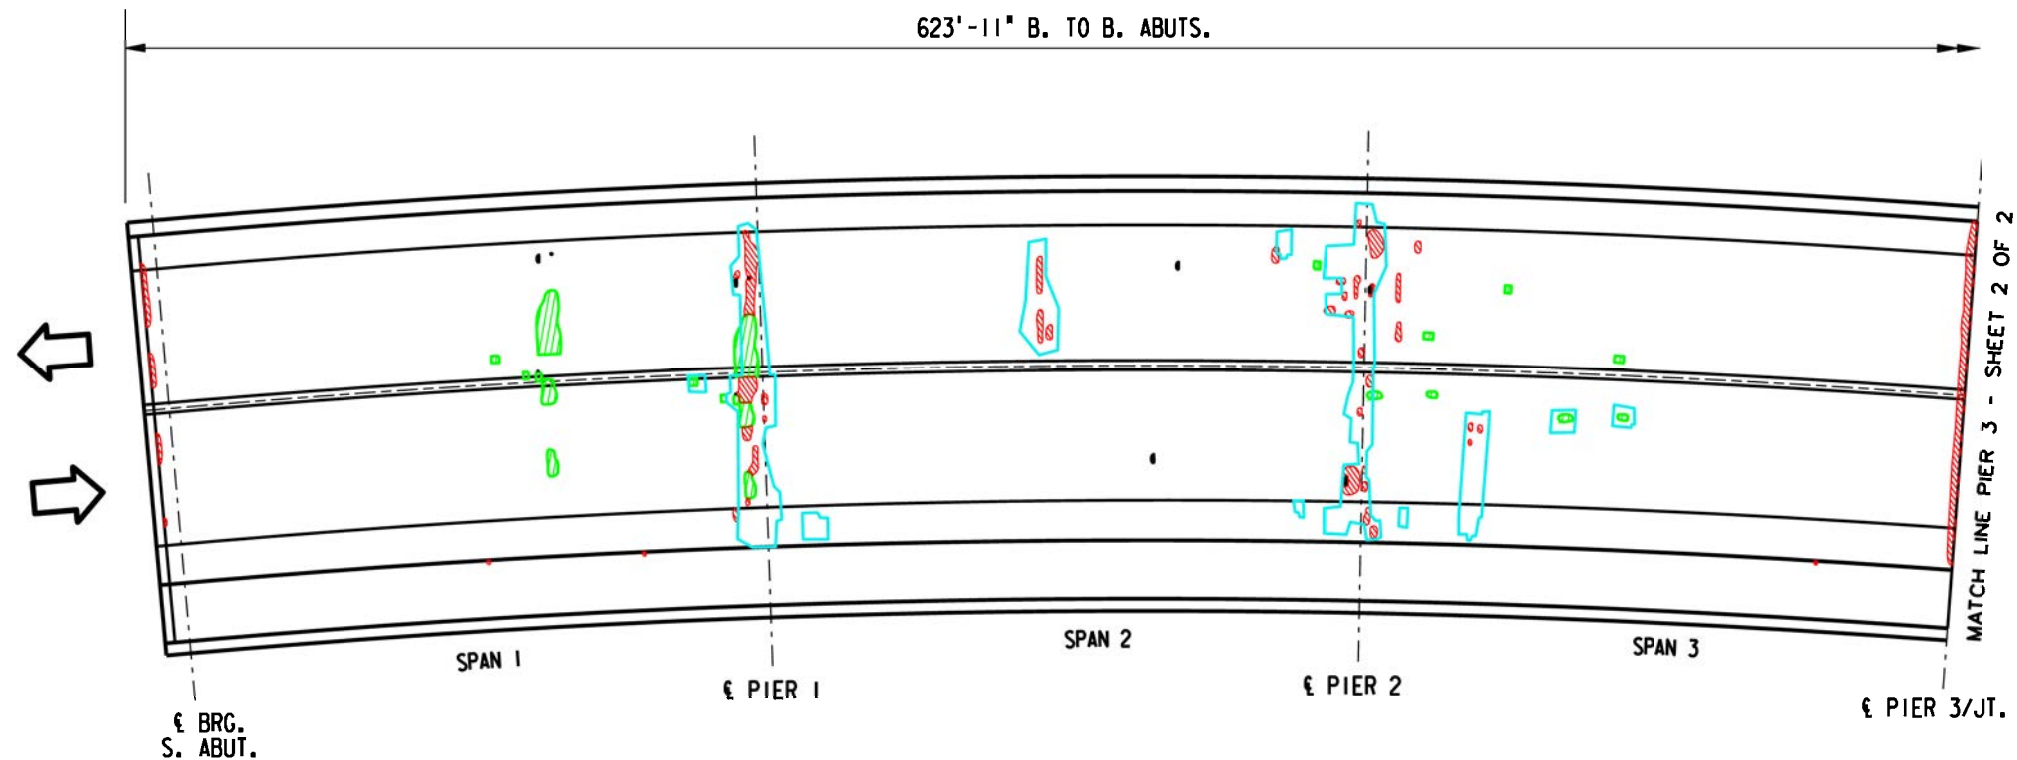 623'-11" B. TO B. ABUTS.
MATCH LINE PIER 3 - SHEET 2 OF 2
SPAN 1
SPAN 2
SPAN 3
℄ PIER 1
℄ PIER 2
℄ PIER 3/JT.
℄ BRG.
S. ABUT.